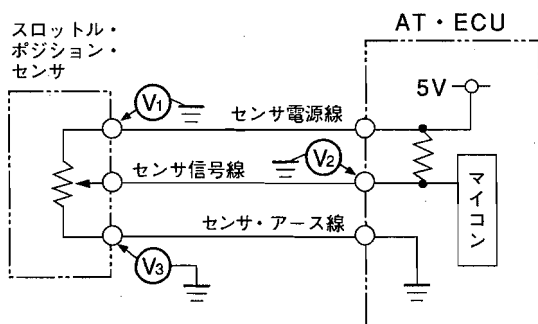 スロットル・
ポジション・
センサ
AT・ECU
V1
センサ電源線
5V
センサ信号線
V2
マイコン
センサ・アース線
V3